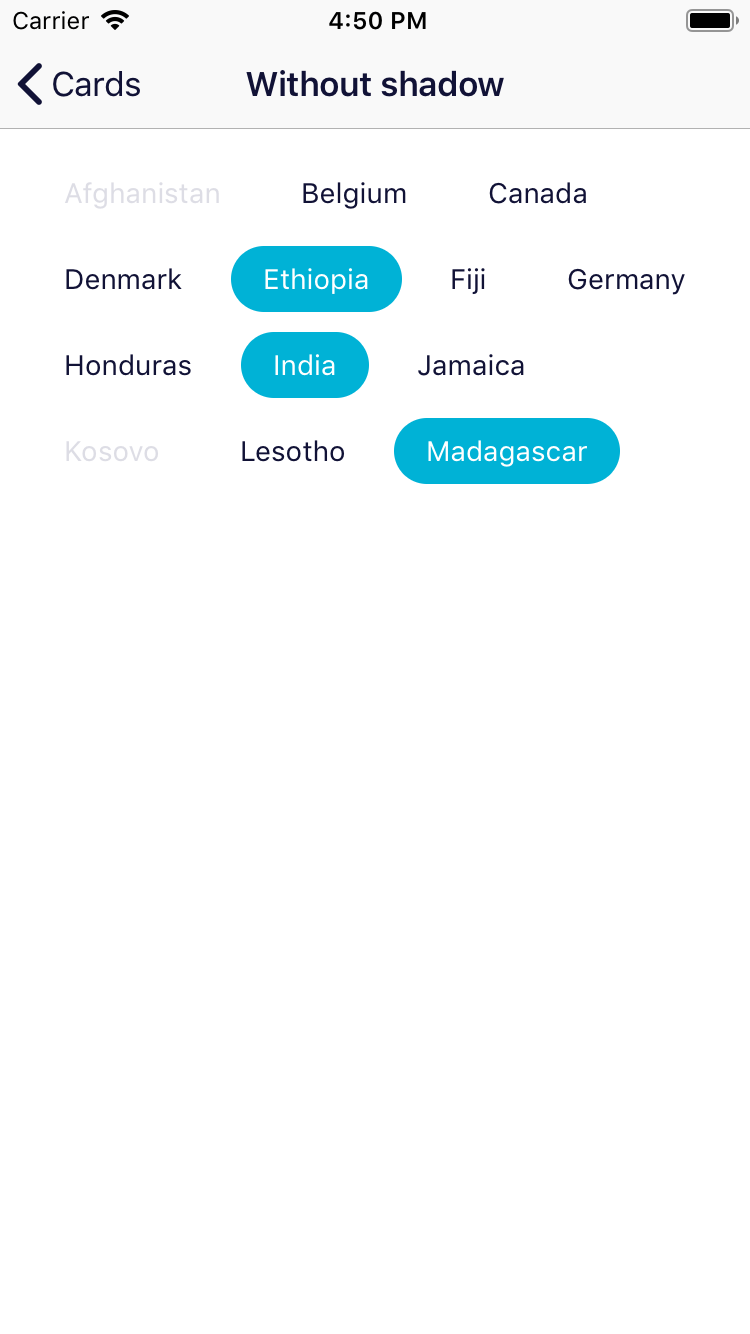 Carrier 4:50 PM
Cards Without shadow
Afghanistan Belgium Canada
Denmark Ethiopia Fiji Germany
Honduras India Jamaica
Kosovo Lesotho Madagascar